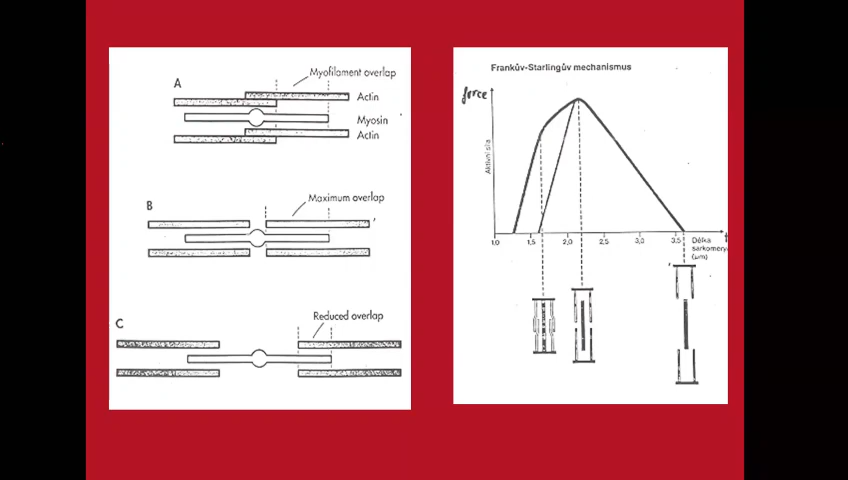 A
Myofilament overlap
Actin
Myosin
Actin
B
Maximum overlap
C
Reduced overlap
Frankův-Starlingův mechanismus
force
Aktivní síla
1,0 1,5 2,0 2,5 3,0 3,5 Délka
sarkoméry
(μm)